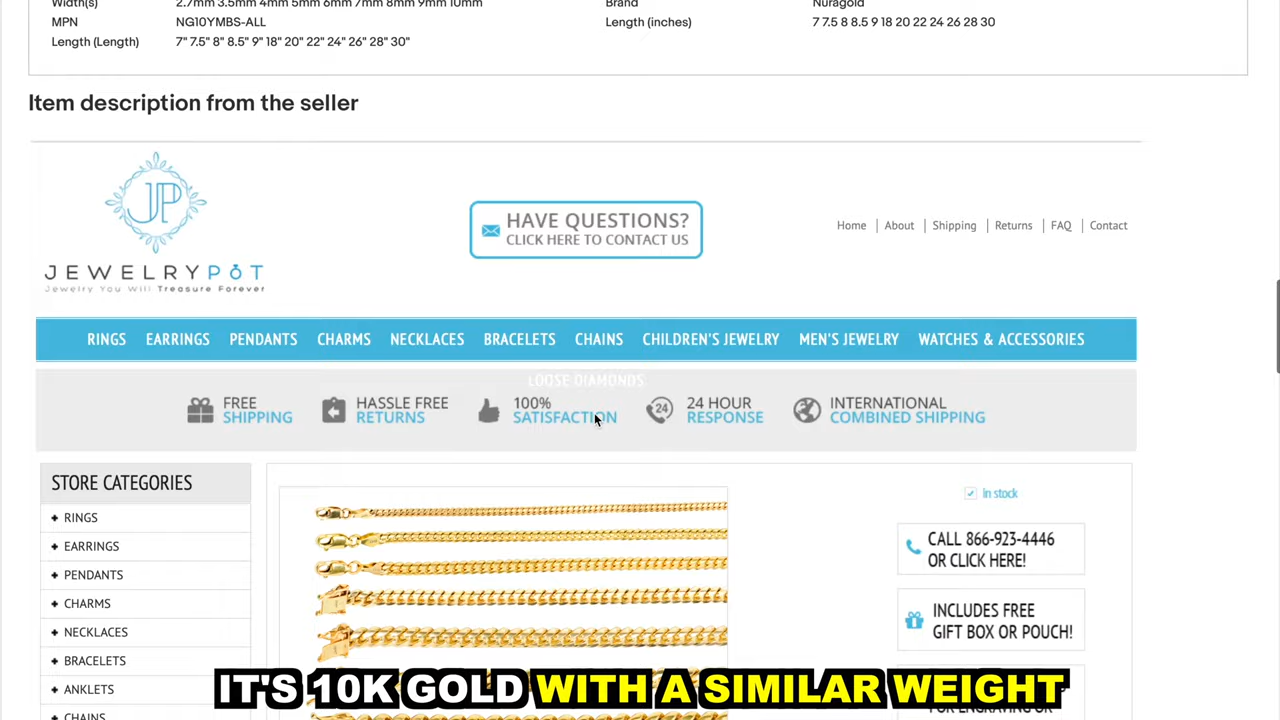 Width(s) 2.7mm 3.5mm 4mm 5mm 6mm 7mm 8mm 9mm 10mm
Brand Nuragold
MPN NG10YMBS-ALL
Length (inches) 7 7.5 8 8.5 9 18 20 22 24 26 28 30
Length (Length) 7" 7.5" 8" 8.5" 9" 18" 20" 22" 24" 26" 28" 30"
Item description from the seller
JP
JEWELRYPOT
Jewelry You Will Treasure Forever
HAVE QUESTIONS?
CLICK HERE TO CONTACT US
Home About Shipping Returns FAQ Contact
RINGS EARRINGS PENDANTS CHARMS NECKLACES BRACELETS CHAINS CHILDREN'S JEWELRY MEN'S JEWELRY WATCHES & ACCESSORIES
LOOSE DIAMONDS
FREE
SHIPPING
HASSLE FREE
RETURNS
100%
SATISFACTION
24
24 HOUR
RESPONSE
INTERNATIONAL
COMBINED SHIPPING
STORE CATEGORIES
RINGS
EARRINGS
PENDANTS
CHARMS
NECKLACES
BRACELETS
ANKLETS
CHAINS
In stock
CALL 866-923-4446
OR CLICK HERE!
INCLUDES FREE
GIFT BOX OR POUCH!
FOR ENGRAVING OR
IT'S 10K GOLD WITH A SIMILAR WEIGHT